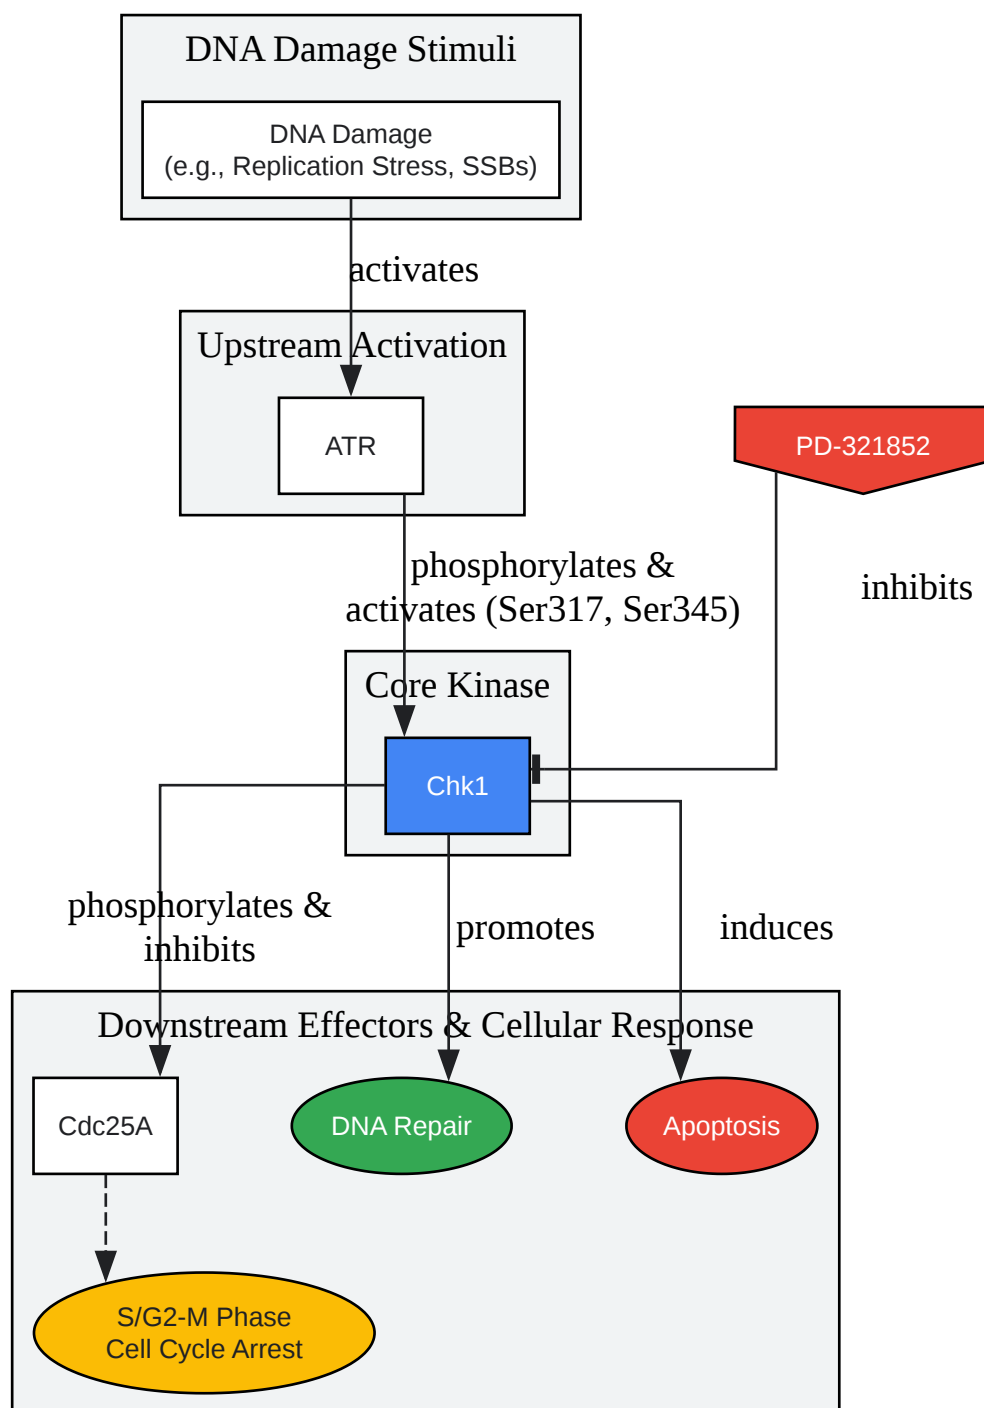 DNA Damage Stimuli
DNA Damage
(e.g., Replication Stress, SSBs)
activates
Upstream Activation
ATR
PD-321852
phosphorylates &
activates (Ser317, Ser345)
inhibits
Core Kinase
Chk1
phosphorylates &
inhibits
promotes
induces
Downstream Effectors & Cellular Response
Cdc25A
DNA Repair
Apoptosis
S/G2-M Phase
Cell Cycle Arrest